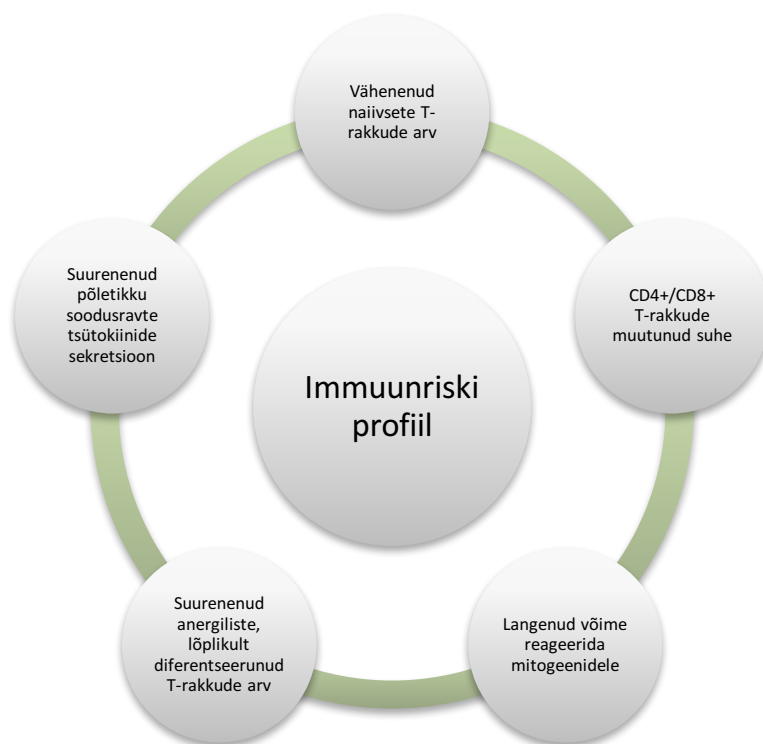 Vähenenud
naiivsete T-
rakkude arv
Suurenenud
põletikku
soodusravte
tsütokiinide
sekretsioon
CD4+/CD8+
T-rakkude
muutunud suhe
Immuunriski
profiil
Suurenenud
anergiliste,
lõplikult
diferentseerunud
T-rakkude arv
Langenud võime
reageerida
mitogeenidele